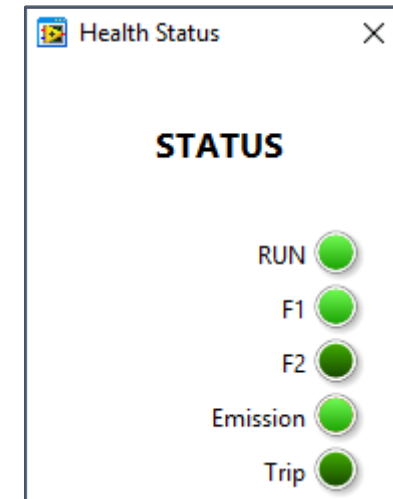 Health Status
STATUS
RUN
F1
F2
Emission
Trip